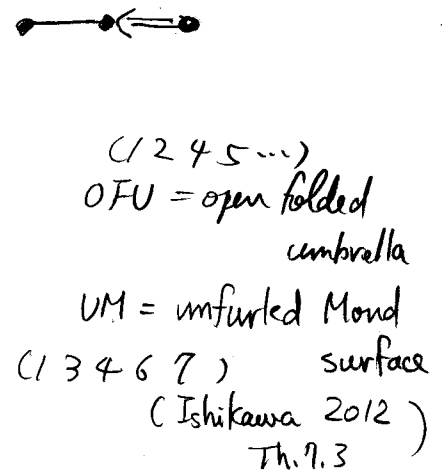 (1 2 4 5 ...)
OFU = open folded
umbrella
UM = unfurled Mond
(1 3 4 6 7) surface
(Ishikawa 2012)
Th.7.3